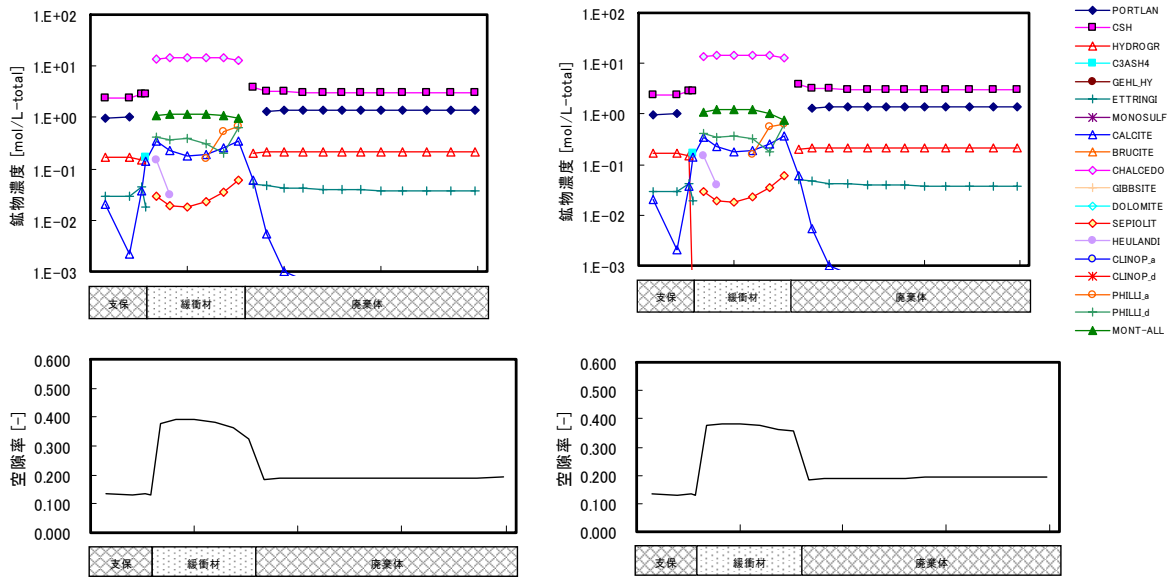 1.E+02
1.E+01
1.E+00
1.E-01
1.E-02
1.E-03
鉱物濃度 [mol/L-total]
支保
緩衝材
廃棄体
1.E+02
1.E+01
1.E+00
1.E-01
1.E-02
1.E-03
鉱物濃度 [mol/L-total]
支保
緩衝材
廃棄体
PORTLAN
CSH
HYDROGR
C3ASH4
GEHL_HY
ETTRINGI
MONOSULF
CALCITE
BRUCITE
CHALCEDO
GIBBSITE
DOLOMITE
SEPIOLIT
HEULANDI
CLINOP_a
CLINOP_d
PHILLI_a
PHILLI_d
MONT-ALL
0.600
0.500
0.400
0.300
0.200
0.100
0.000
空隙率 [-]
支保
緩衝材
廃棄体
0.600
0.500
0.400
0.300
0.200
0.100
0.000
空隙率 [-]
支保
緩衝材
廃棄体